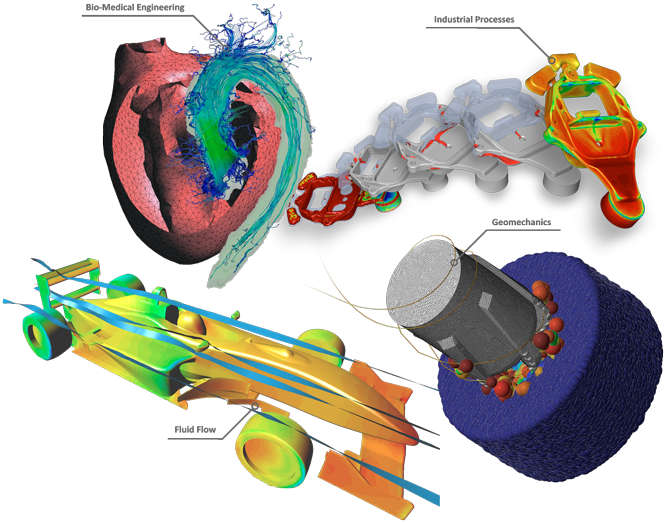 Bio-Medical Engineering
Industrial Processes
Geomechanics
Fluid Flow